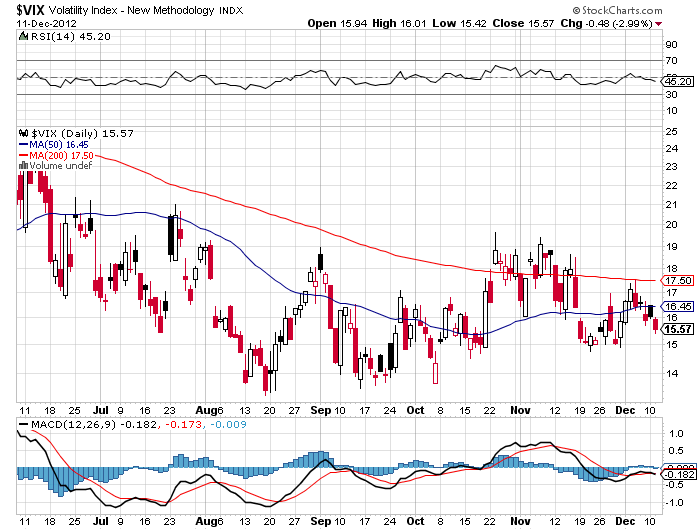 $VIX Volatility Index - New Methodology INDX © StockCharts.com
11-Dec-2012 Open 15.94 High 16.01 Low 15.42 Close 15.57 Chg -0.48 (-2.99%)
RSI(14) 45.20
90
70
50
45.20
30
10
$VIX (Daily) 15.57
MA(50) 16.45
MA(200) 17.50
Volume undef
25
24
23
22
21
20
19
18
17.50
17
16.45
16
15.57
15
14
11 18 25 Jul 9 16 23 Aug 6 13 20 27 Sep 10 17 24 Oct 8 15 22 Nov 5 12 19 26 Dec 10
MACD(12,26,9) -0.182, -0.173, -0.009
1.0
0.5
-0.182
-0.5
-1.0
11 18 25 Jul 9 16 23 Aug 6 13 20 27 Sep 10 17 24 Oct 8 15 22 Nov 5 12 19 26 Dec 10